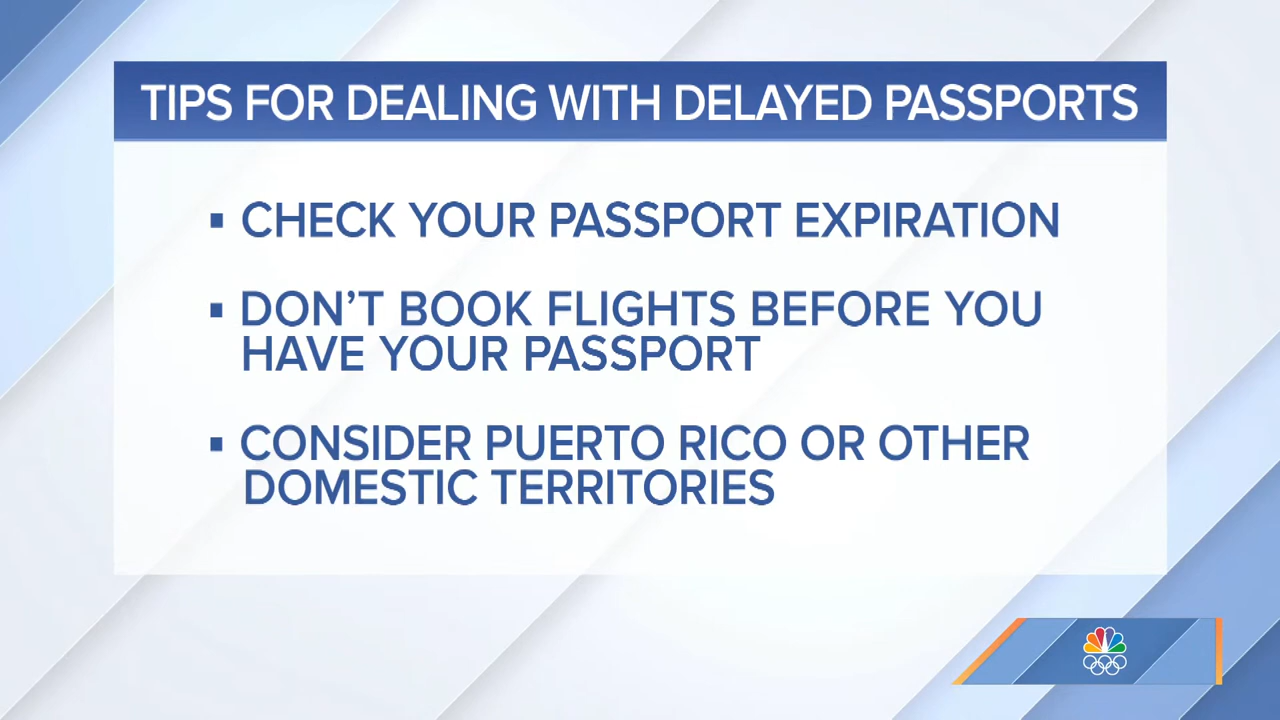 TIPS FOR DEALING WITH DELAYED PASSPORTS
▪ CHECK YOUR PASSPORT EXPIRATION
▪ DON’T BOOK FLIGHTS BEFORE YOU
HAVE YOUR PASSPORT
▪ CONSIDER PUERTO RICO OR OTHER
DOMESTIC TERRITORIES